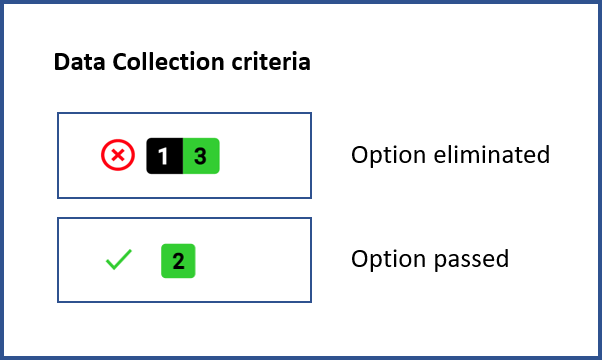 Data Collection criteria
1 3 Option eliminated
2 Option passed